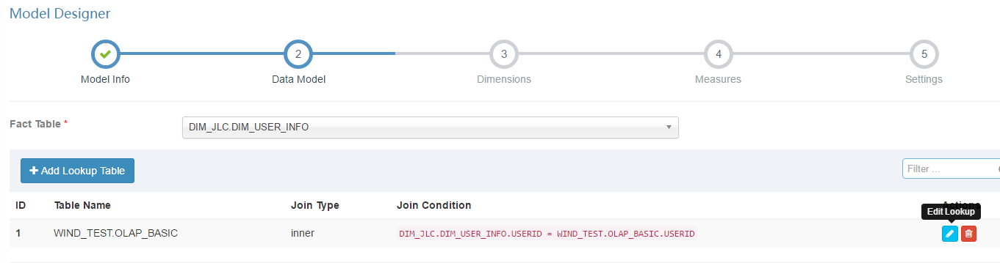 Model Designer
2 3 4 5
Model Info Data Model Dimensions Measures Settings
Fact Table * DIM_JLC.DIM_USER_INFO
Add Lookup Table Filter ...
ID Table Name Join Type Join Condition
Edit Lookup
1 WIND_TEST.OLAP_BASIC inner DIM_JLC.DIM_USER_INFO.USERID = WIND_TEST.OLAP_BASIC.USERID